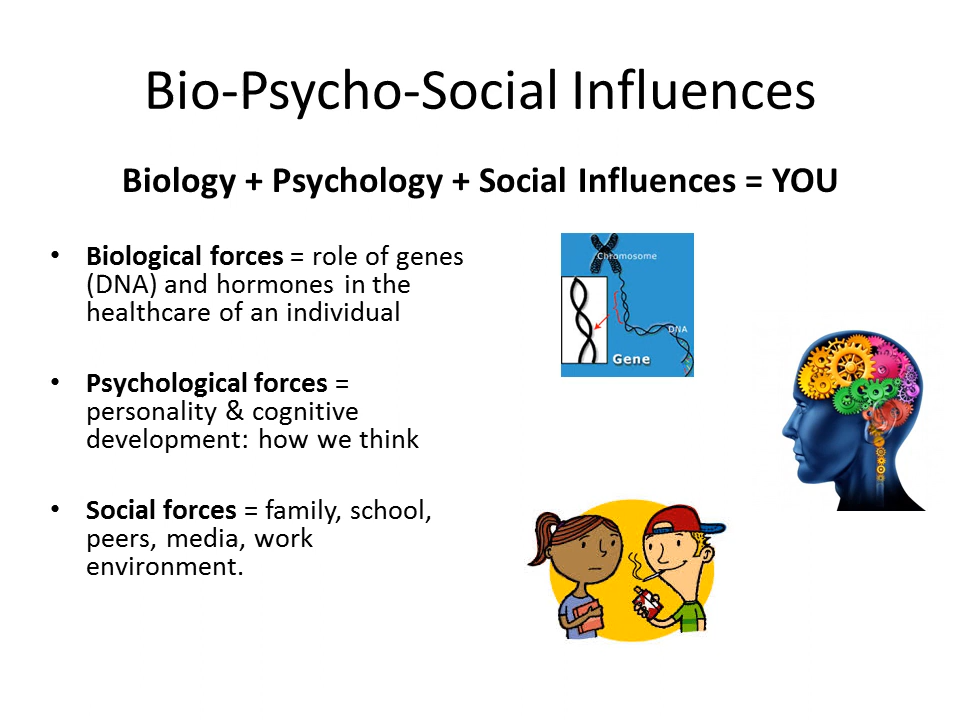 Bio-Psycho-Social Influences
Biology + Psychology + Social Influences = YOU
• Biological forces = role of genes
(DNA) and hormones in the
healthcare of an individual
• Psychological forces =
personality & cognitive
development: how we think
• Social forces = family, school,
peers, media, work
environment.
Chromosome
DNA
Gene